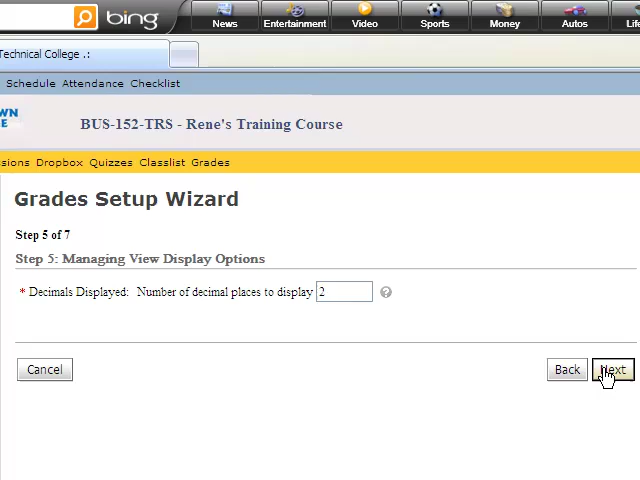 bing
News Entertainment Video Sports Money Autos
Technical College .:
Schedule Attendance Checklist
BUS-152-TRS - Rene's Training Course
Dropbox Quizzes Classlist Grades
Grades Setup Wizard
Step 5 of 7
Step 5: Managing View Display Options
* Decimals Displayed: Number of decimal places to display 2 ?
Cancel Back Next